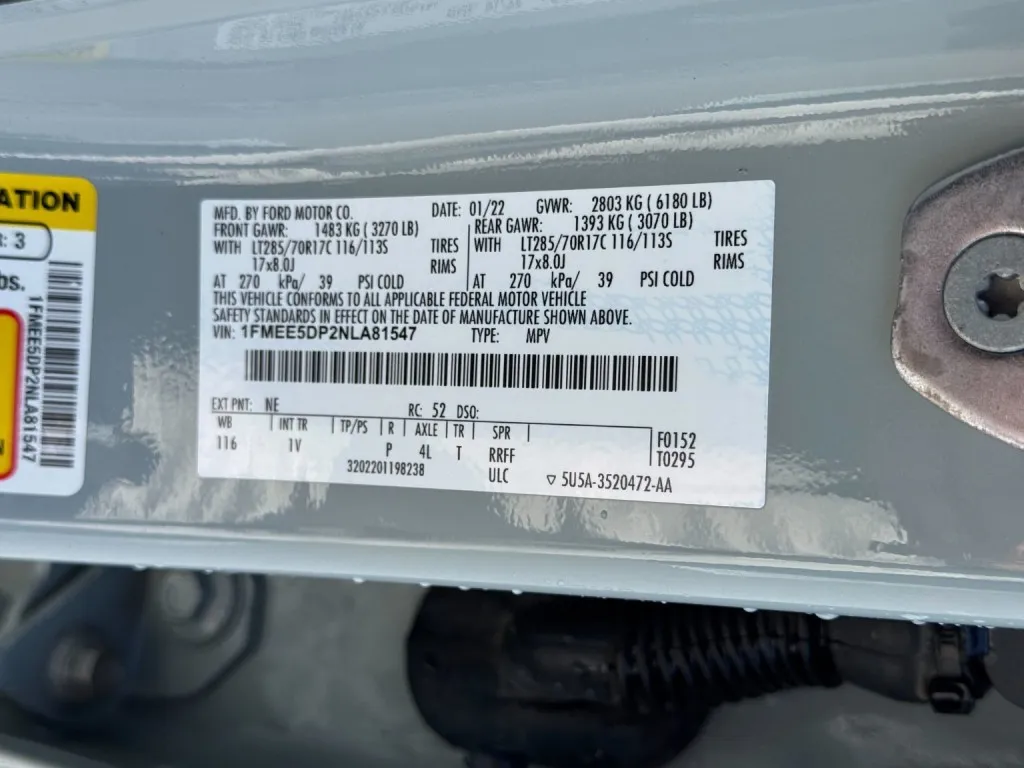 ATION
: 3
bs.
1FMEE5DP2NLA81547
N
MFD. BY FORD MOTOR CO.
DATE: 01/22 GVWR: 2803 KG ( 6180 LB)
FRONT GAWR: 1483 KG ( 3270 LB)
WITH LT285/70R17C 116/113S TIRES
17x8.0J RIMS
AT 270 kPa/ 39 PSI COLD
REAR GAWR: 1393 KG ( 3070 LB)
WITH LT285/70R17C 116/113S TIRES
17x8.0J RIMS
AT 270 kPa/ 39 PSI COLD
THIS VEHICLE CONFORMS TO ALL APPLICABLE FEDERAL MOTOR VEHICLE
SAFETY STANDARDS IN EFFECT ON THE DATE OF MANUFACTURE SHOWN ABOVE.
VIN: 1FMEE5DP2NLA81547 TYPE: MPV
EXT PNT: NE RC: 52 DSO:
WB INT TR TP/PS R AXLE TR SPR
116 1V P 4L T RRFF
3202201198238 ULC
F0152
T0295
▽ 5U5A-3520472-AA